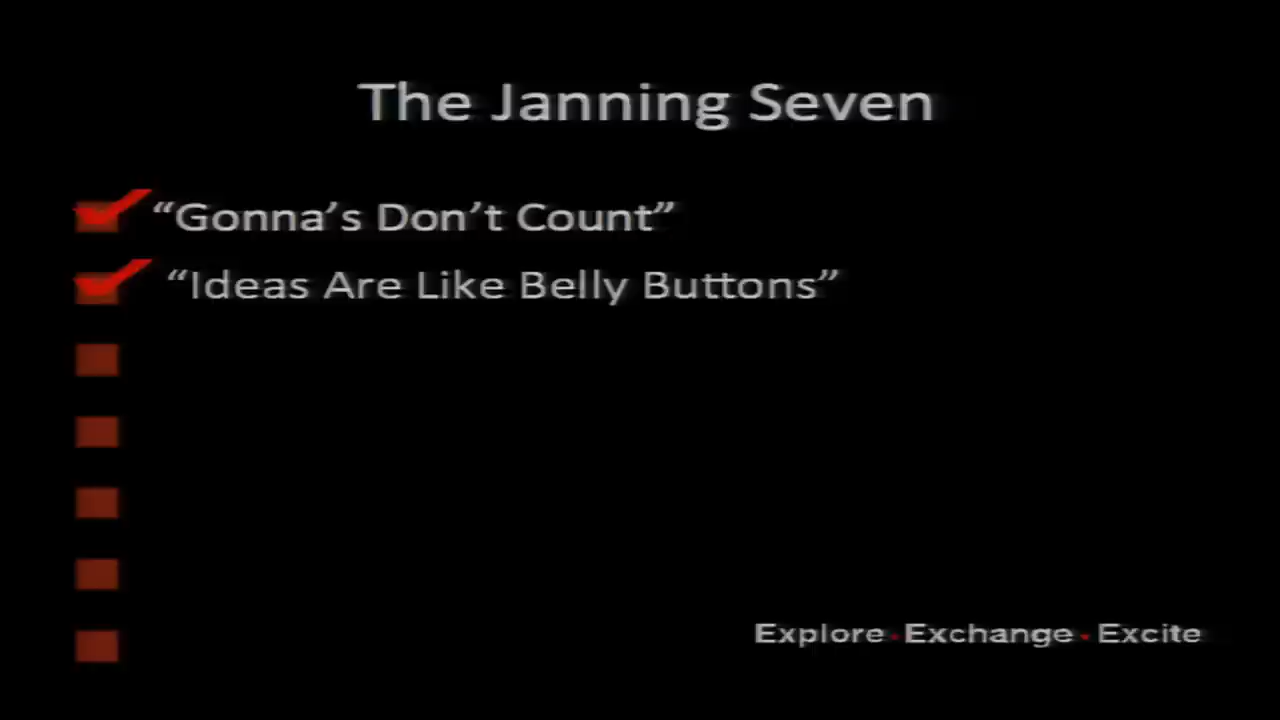 The Janning Seven
“Gonna’s Don’t Count”
“Ideas Are Like Belly Buttons”
Explore · Exchange · Excite